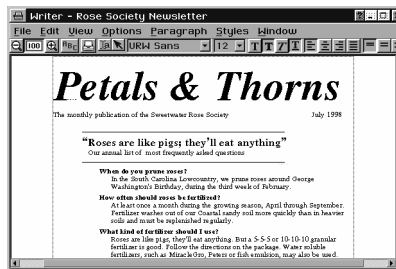 Writer - Rose Society Newsletter
File Edit View Options Paragraph Styles Window
100 ABC URW Sans 12 T T T T
Petals & Thorns
The monthly publication of the Sweetwater Rose Society July 1998
“Roses are like pigs; they’ll eat anything”
Our annual list of most frequently asked questions
When do you prune roses?
In the South Carolina Lowcountry, we prune roses around George
Washington's Birthday, during the third week of February.
How often should roses be fertilized?
At least once a month during the growing season, April through September.
Fertilizer washes out of our Coastal sandy soil more quickly than in heavier
soils and must be replenished regularly.
What kind of fertilizer should I use?
Roses are like pigs, they'll eat anything. But a 5-5-5 or 10-10-10 granular
fertilizer is good. Follow the directions on the package. Water soluble
fertilizers, such as MiracleGro, Peters or fish emulsion, may also be used.